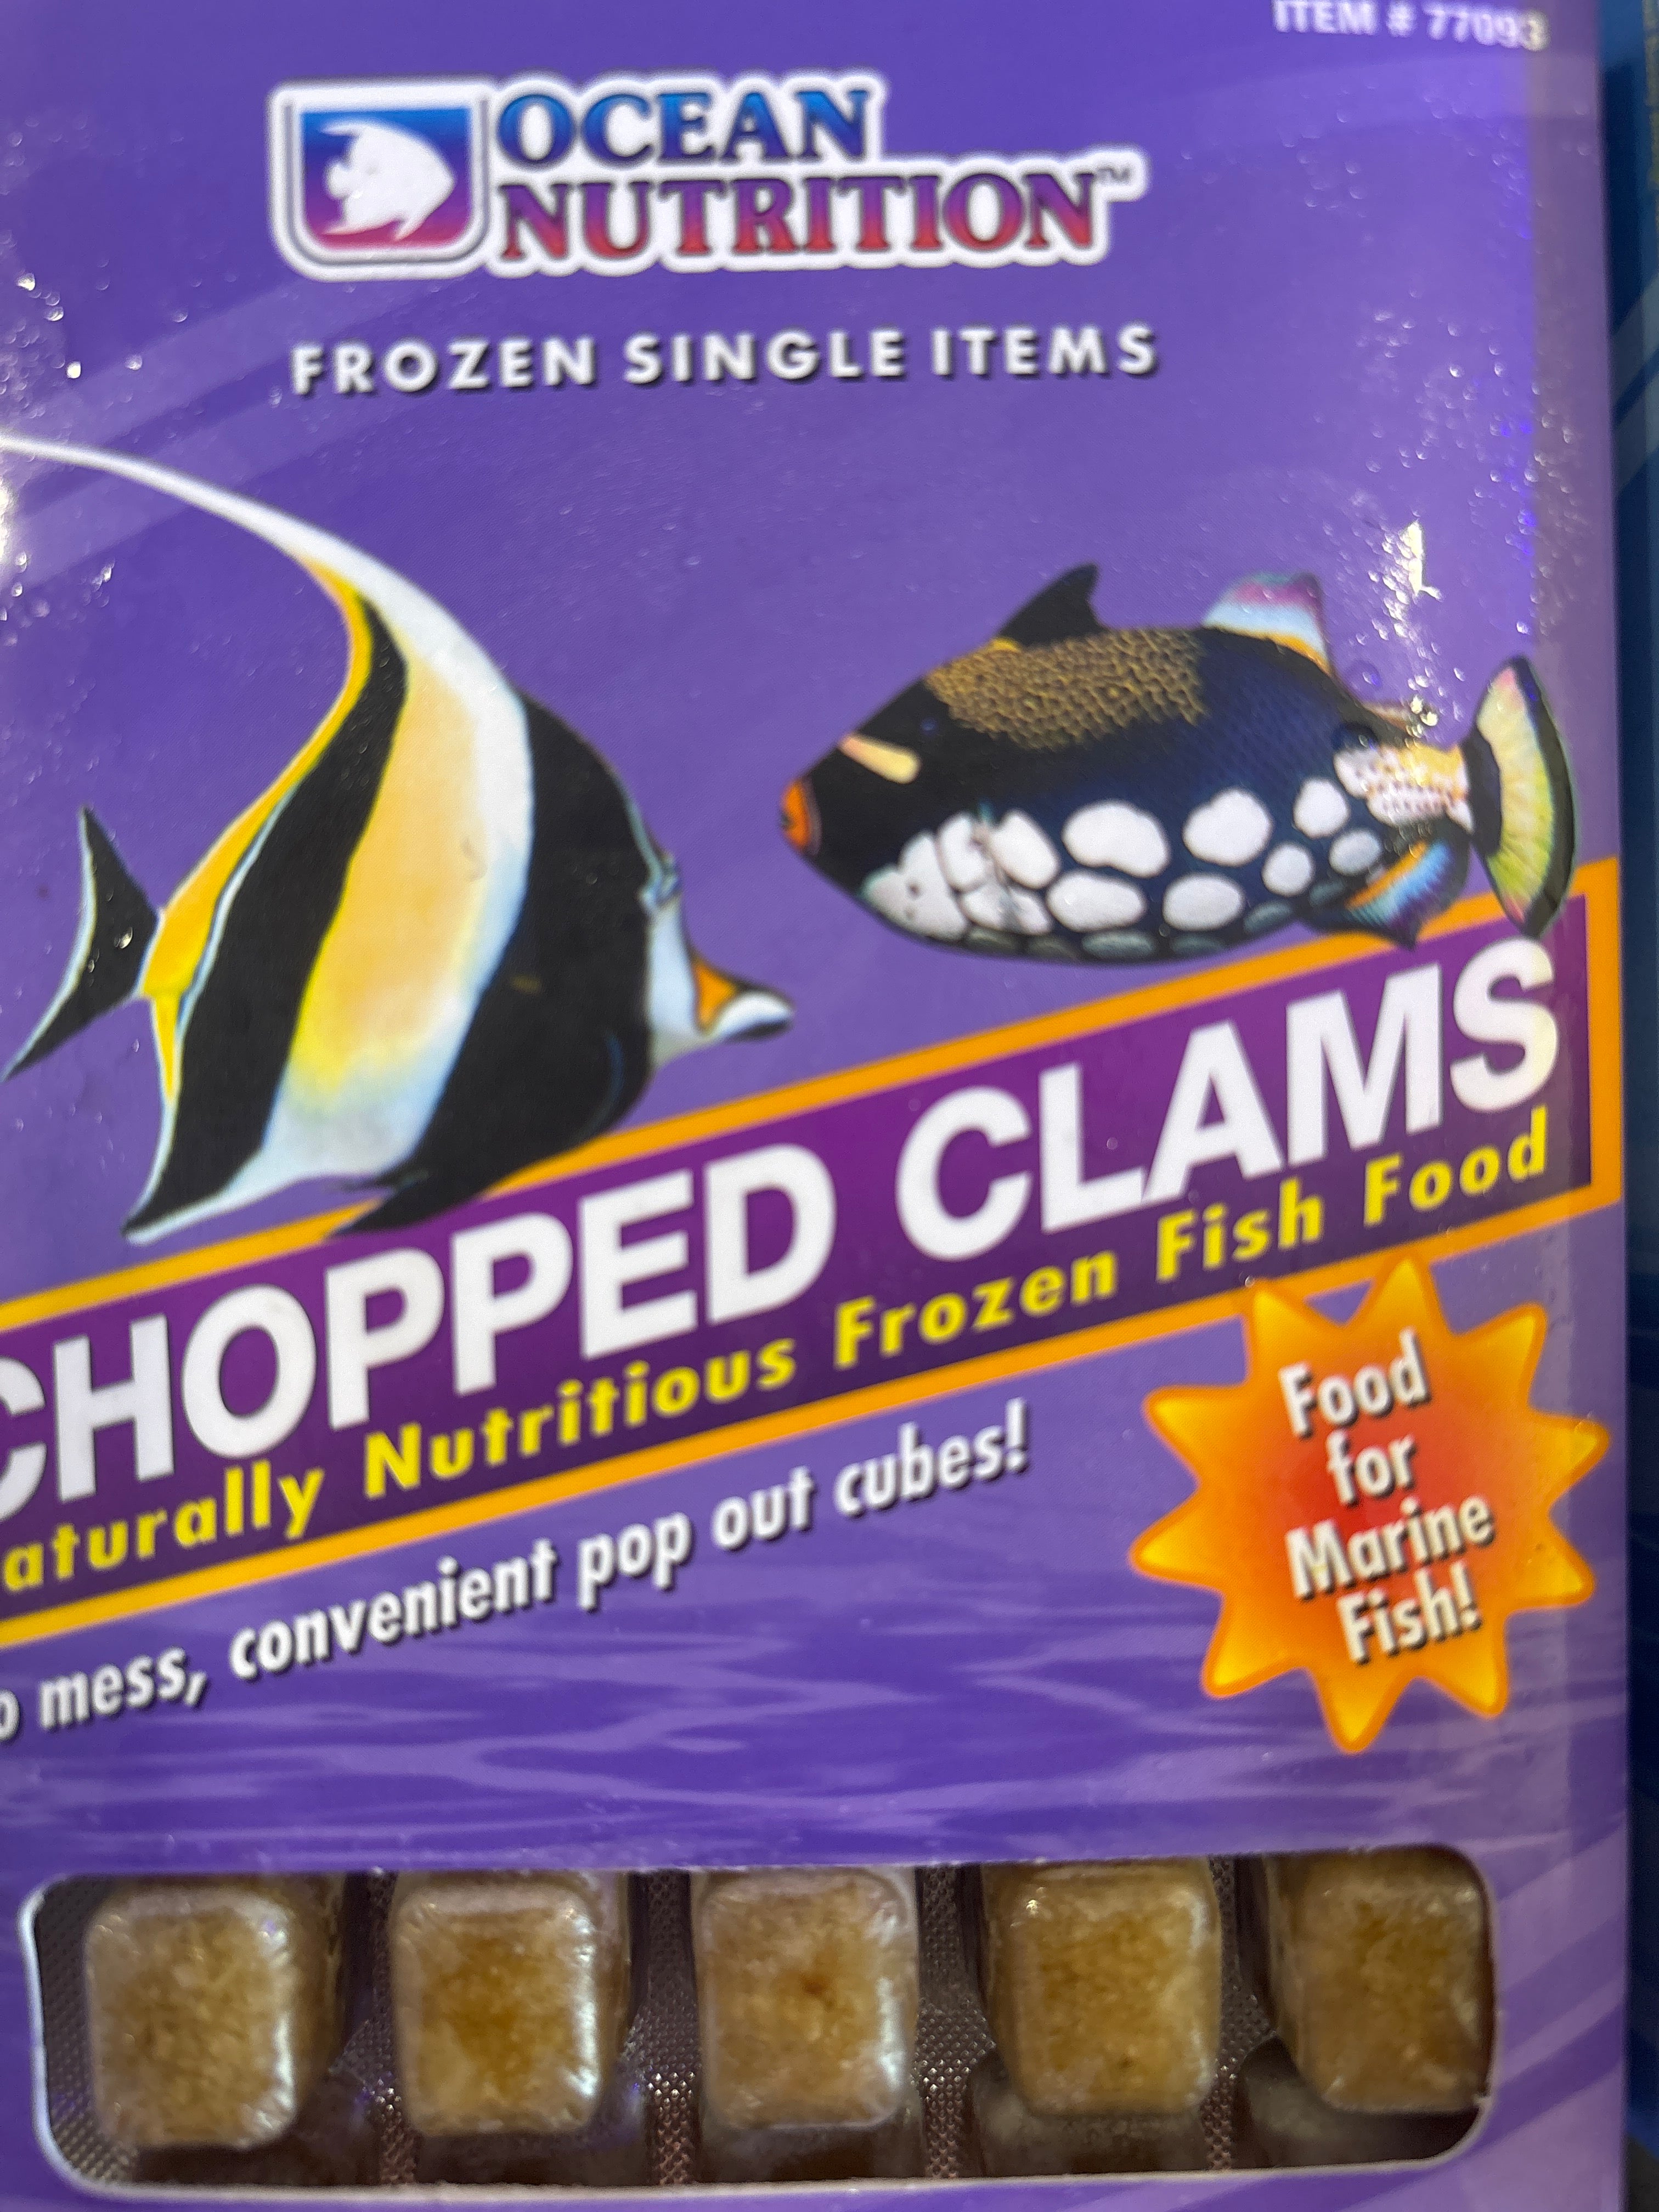 ITEM # 77093
OCEAN
NUTRITION™
FROZEN SINGLE ITEMS
CHOPPED CLAMS
aturally Nutritious Frozen Fish Food
o mess, convenient pop out cubes!
Food
for
Marine
Fish!